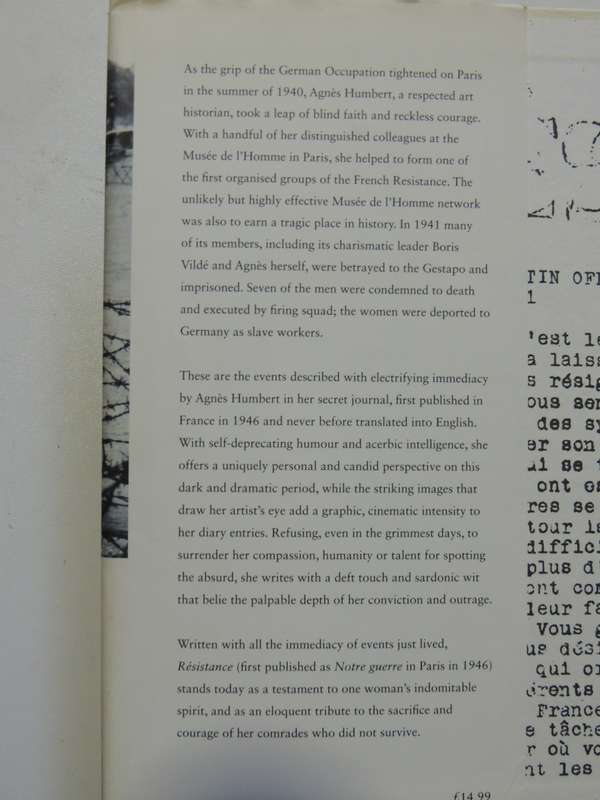 As the grip of the German Occupation tightened on Paris
in the summer of 1940, Agnès Humbert, a respected art
historian, took a leap of blind faith and reckless courage.
With a handful of her distinguished colleagues at the
Musée de l'Homme in Paris, she helped to form one of
the first organised groups of the French Resistance. The
unlikely but highly effective Musée de l'Homme network
was also to earn a tragic place in history. In 1941 many
of its members, including its charismatic leader Boris
Vildé and Agnès herself, were betrayed to the Gestapo and
imprisoned. Seven of the men were condemned to death
and executed by firing squad; the women were deported to
Germany as slave workers.
These are the events described with electrifying immediacy
by Agnès Humbert in her secret journal, first published in
France in 1946 and never before translated into English.
With self-deprecating humour and acerbic intelligence, she
offers a uniquely personal and candid perspective on this
dark and dramatic period, while the striking images that
draw her artist's eye add a graphic, cinematic intensity to
her diary entries. Refusing, even in the grimmest days, to
surrender her compassion, humanity or talent for spotting
the absurd, she writes with a deft touch and sardonic wit
that belie the palpable depth of her conviction and outrage.
Written with all the immediacy of events just lived,
Résistance (first published as Notre guerre in Paris in 1946)
stands today as a testament to one woman's indomitable
spirit, and as an eloquent tribute to the sacrifice and
courage of her comrades who did not survive.
£14.99
1
'est
a laiss
s résig
ous
des
er son
se
ont
res se
tour
diffic
plus d'
ont
leur
Vous
qui
France
tâche
r où
nt les